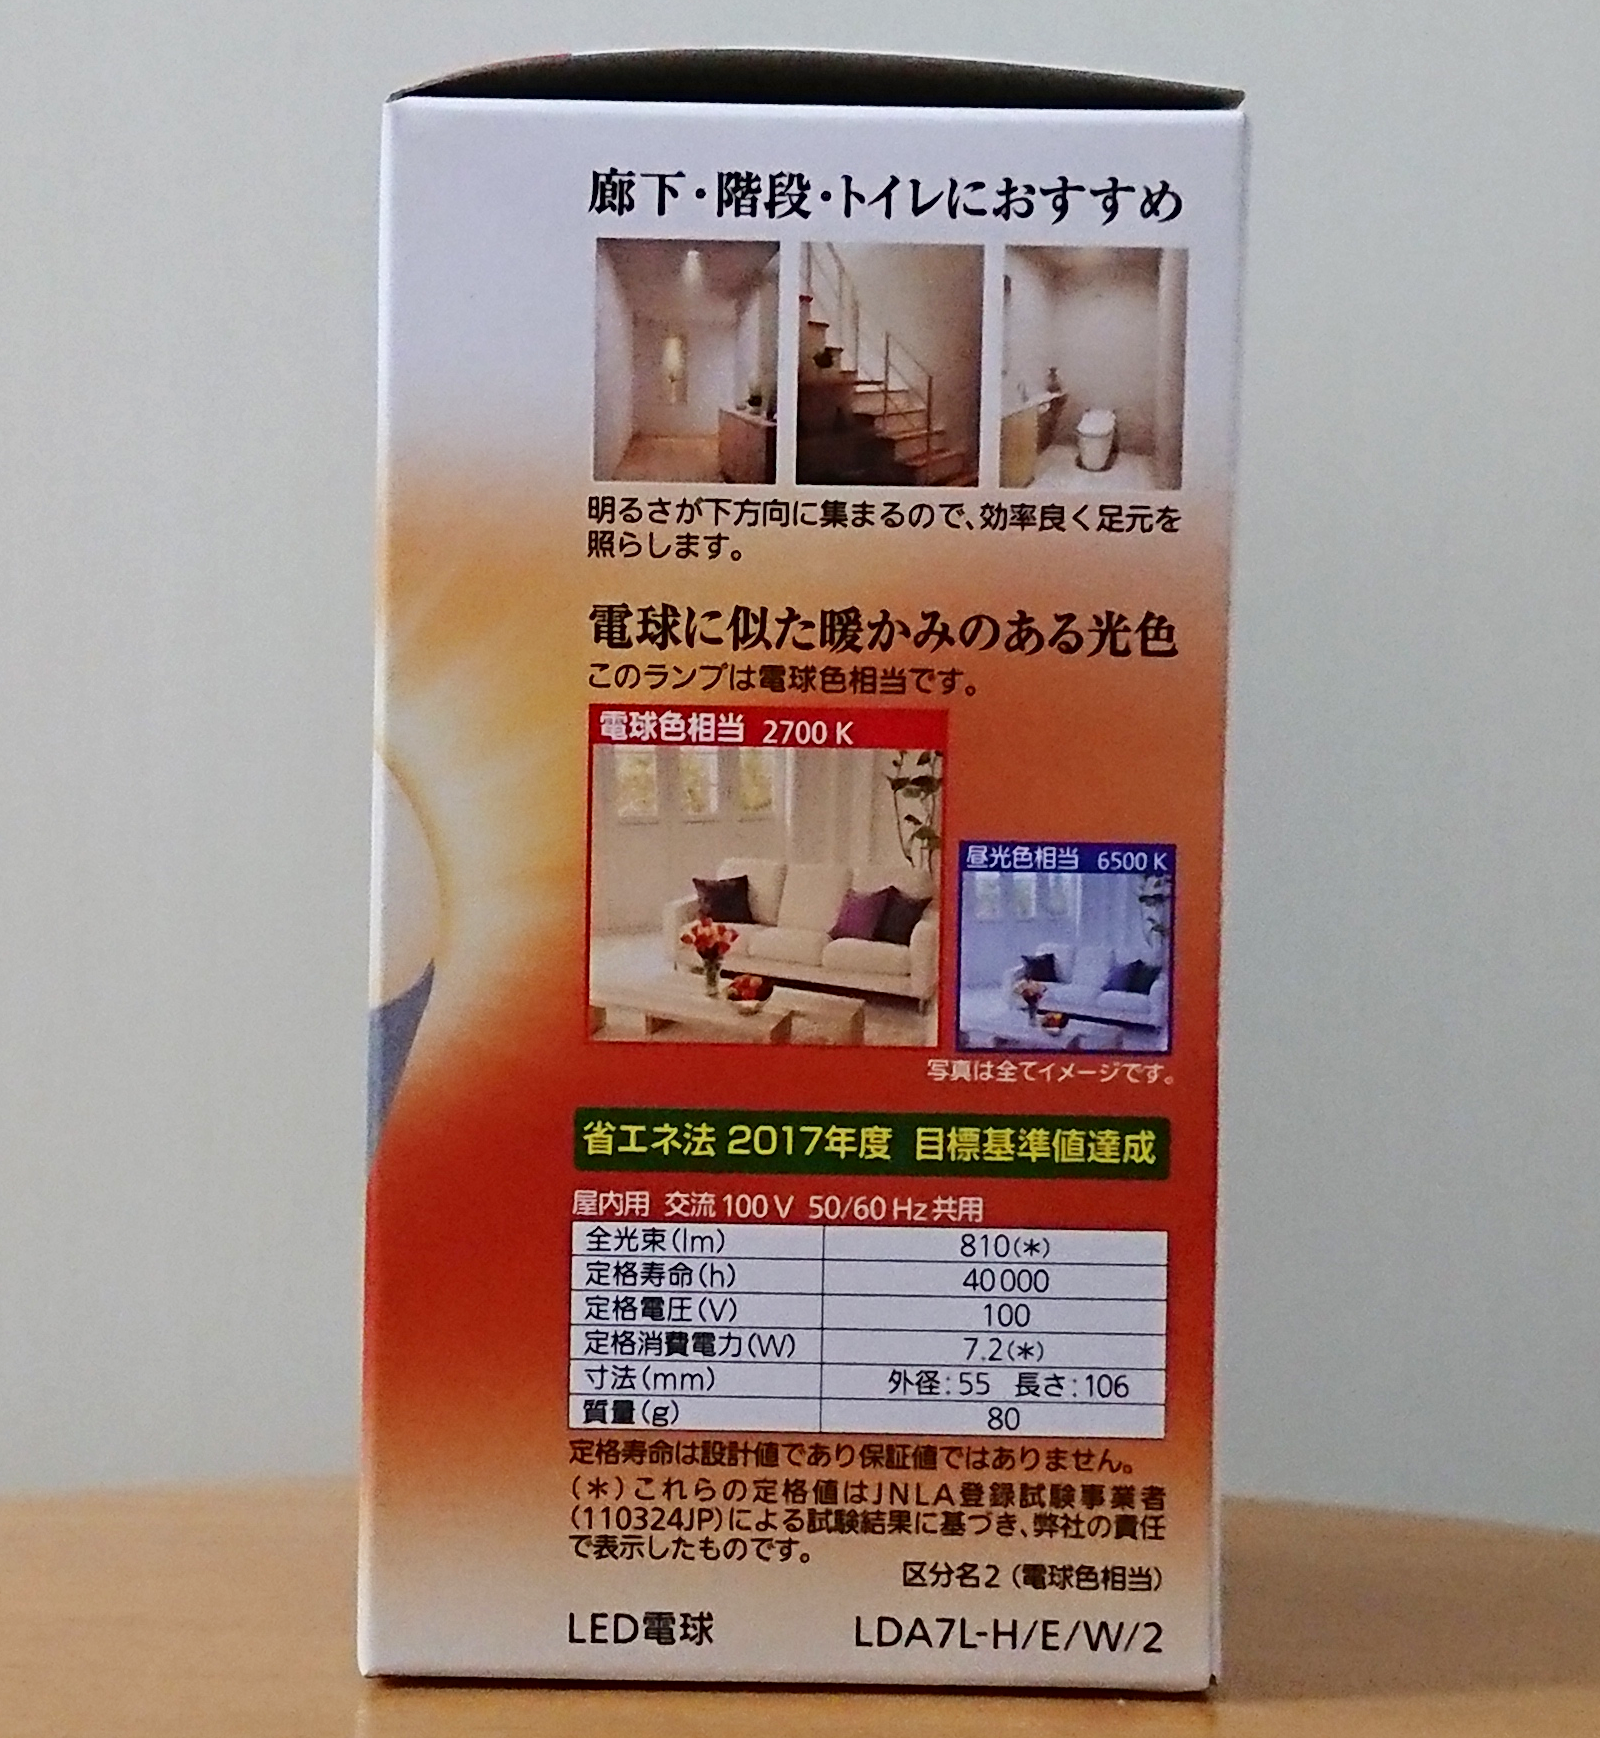 廊下・階段・トイレにおすすめ
明るさが下方向に集まるので、効率良く足元を
照らします。
電球に似た暖かみのある光色
このランプは電球色相当です。
電球色相当 2700 K
昼光色相当 6500 K
写真は全てイメージです。
省エネ法 2017年度 目標基準値達成
屋内用 交流100V 50/60Hz共用
全光束(lm) 810(*)
定格寿命(h) 40000
定格電圧(V) 100
定格消費電力(W) 7.2(*)
寸法(mm) 外径:55 長さ:106
質量(g) 80
定格寿命は設計値であり保証値ではありません。
(*)これらの定格値はJNLA登録試験事業者
(110324JP)による試験結果に基づき、弊社の責任
で表示したものです。
区分名2(電球色相当)
LED電球 LDA7L-H/E/W/2